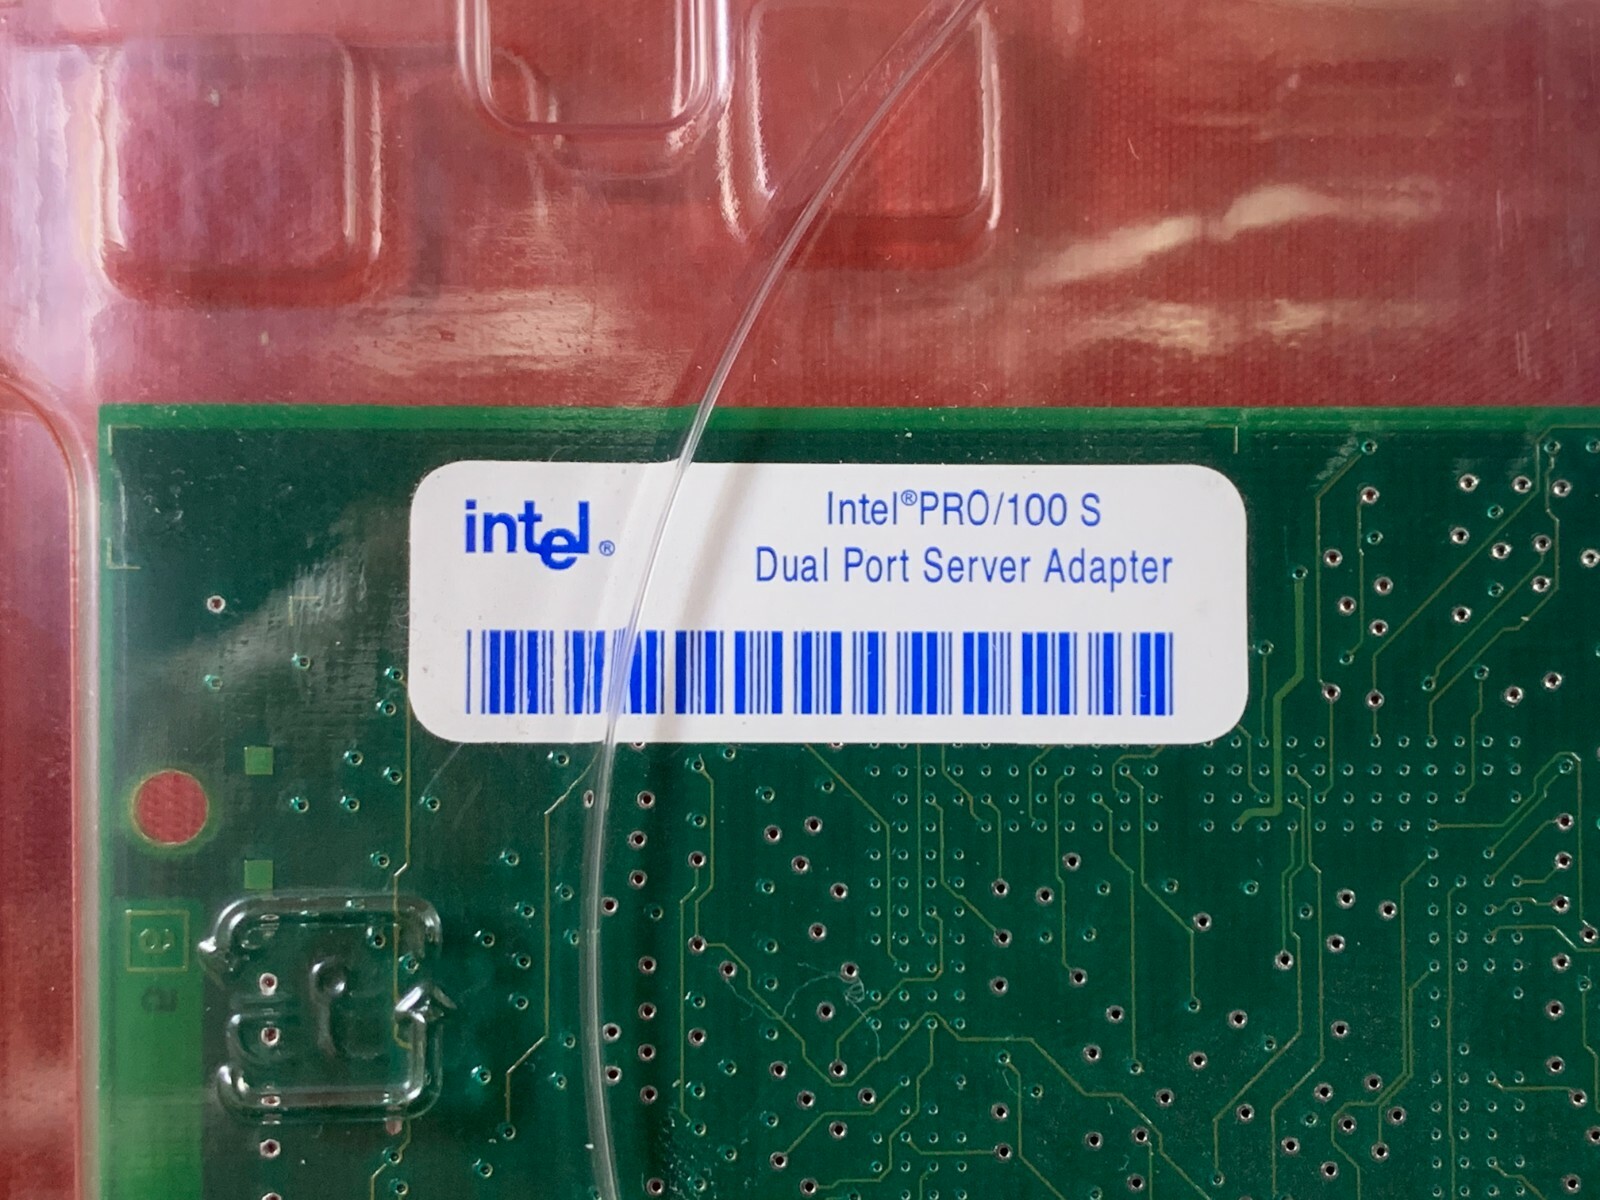 intel®
Intel®PRO/100 S
Dual Port Server Adapter